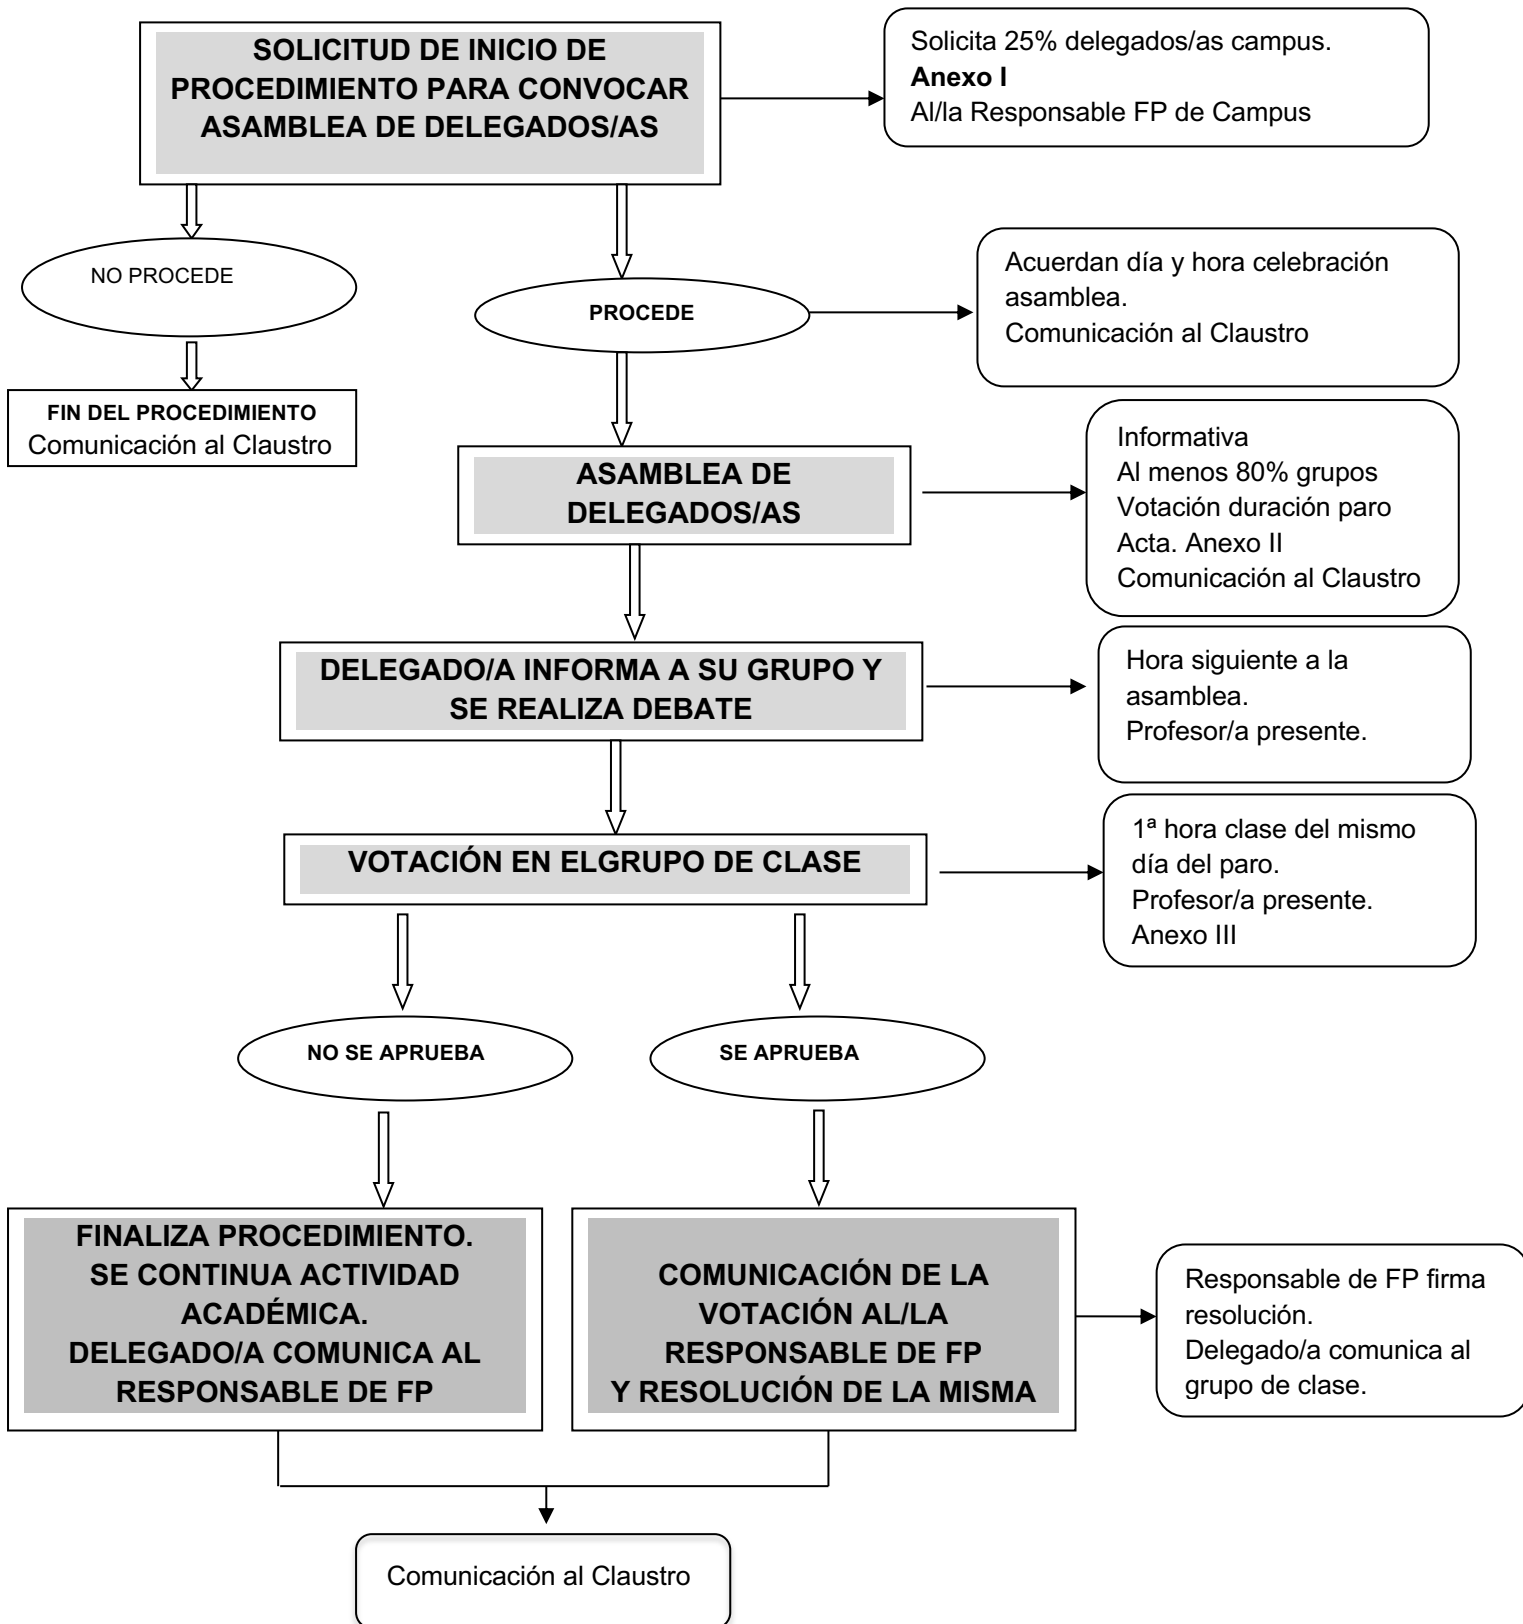 SOLICITUD DE INICIO DE
PROCEDIMIENTO PARA CONVOCAR
ASAMBLEA DE DELEGADOS/AS
Solicita 25% delegados/as campus.
Anexo I
Al/la Responsable FP de Campus
NO PROCEDE
PROCEDE
Acuerdan día y hora celebración
asamblea.
Comunicación al Claustro
FIN DEL PROCEDIMIENTO
Comunicación al Claustro
ASAMBLEA DE
DELEGADOS/AS
Informativa
Al menos 80% grupos
Votación duración paro
Acta. Anexo II
Comunicación al Claustro
DELEGADO/A INFORMA A SU GRUPO Y
SE REALIZA DEBATE
Hora siguiente a la
asamblea.
Profesor/a presente.
VOTACIÓN EN ELGRUPO DE CLASE
1ª hora clase del mismo
día del paro.
Profesor/a presente.
Anexo III
NO SE APRUEBA
SE APRUEBA
FINALIZA PROCEDIMIENTO.
SE CONTINUA ACTIVIDAD
ACADÉMICA.
DELEGADO/A COMUNICA AL
RESPONSABLE DE FP
COMUNICACIÓN DE LA
VOTACIÓN AL/LA
RESPONSABLE DE FP
Y RESOLUCIÓN DE LA MISMA
Responsable de FP firma
resolución.
Delegado/a comunica al
grupo de clase.
Comunicación al Claustro